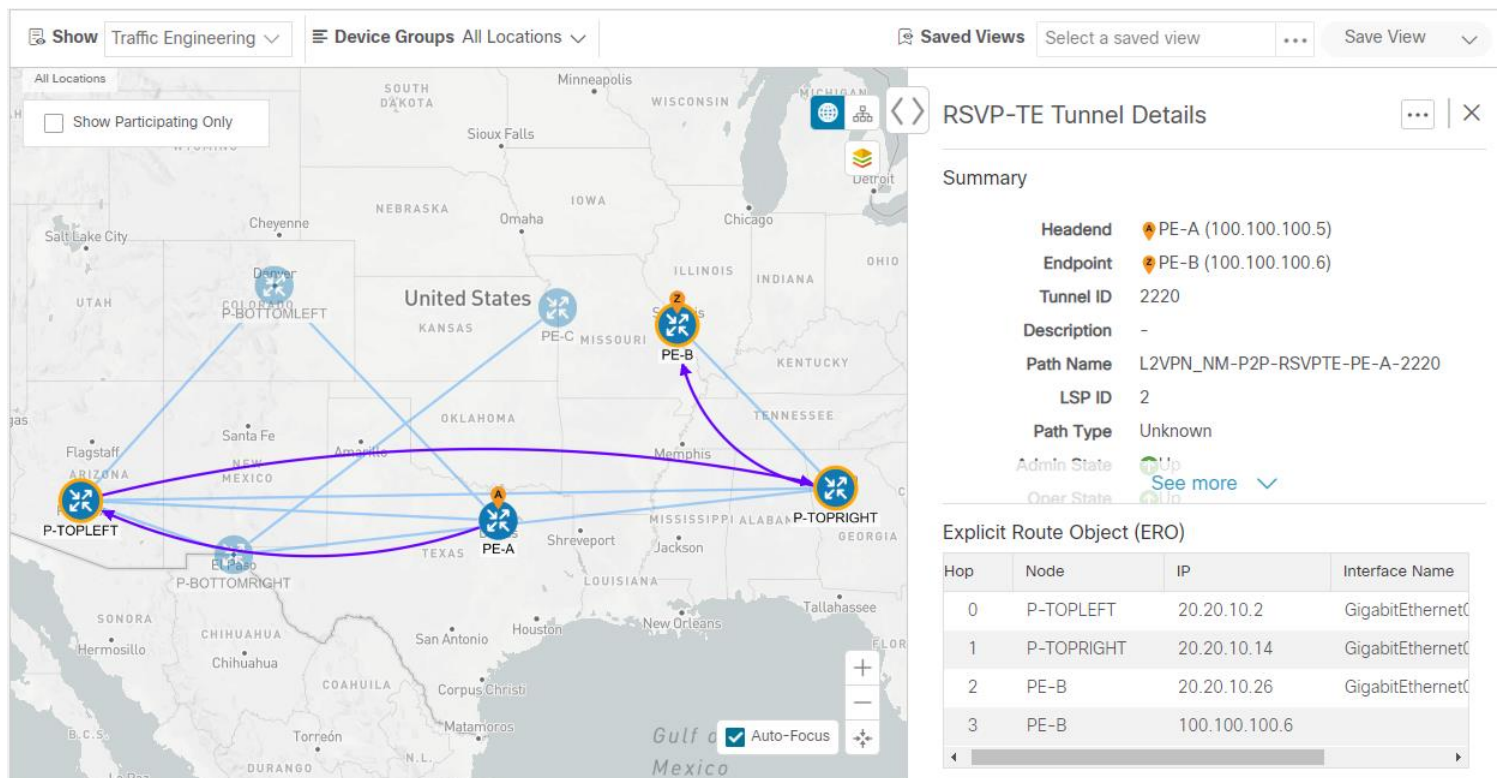 Show Traffic Engineering Device Groups All Locations Saved Views Select a saved view ... Save View
All Locations
Show Participating Only
SOUTH
DAKOTA
Minneapolis
WISCONSIN
MICHIGAN
WYOMING
Sioux Falls
Detroit
NEBRASKA
IOWA
Omaha
Chicago
Cheyenne
Salt Lake City
OHIO
ILLINOIS
INDIANA
Denver
UTAH
COLORADO
P-BOTTOMLEFT
United States
KANSAS
PE-C
MISSOURI
Z
PE-B
KENTUCKY
OKLAHOMA
TENNESSEE
Santa Fe
Flagstaff
Amarillo
Memphis
ARIZONA
NEW
MEXICO
A
P-TOPLEFT
PE-A
MISSISSIPPI
P-TOPRIGHT
GEORGIA
TEXAS
Shreveport
Jackson
El Paso
P-BOTTOMRIGHT
LOUISIANA
Tallahassee
SONORA
Hermosillo
CHIHUAHUA
Chihuahua
San Antonio
Houston
New Orleans
COAHUILA
Corpus Christi
Matamoros
B.C.S.
Torreón
N.L.
DURANGO
Gulf o
Mexico
Auto-Focus
RSVP-TE Tunnel Details
Summary
Headend A PE-A (100.100.100.5)
Endpoint Z PE-B (100.100.100.6)
Tunnel ID 2220
Description -
Path Name L2VPN_NM-P2P-RSVPTE-PE-A-2220
LSP ID 2
Path Type Unknown
Admin State Up
See more
Oper State Up
Explicit Route Object (ERO)
Hop Node IP Interface Name
0 P-TOPLEFT 20.20.10.2 GigabitEthernet
1 P-TOPRIGHT 20.20.10.14 GigabitEthernet
2 PE-B 20.20.10.26 GigabitEthernet
3 PE-B 100.100.100.6